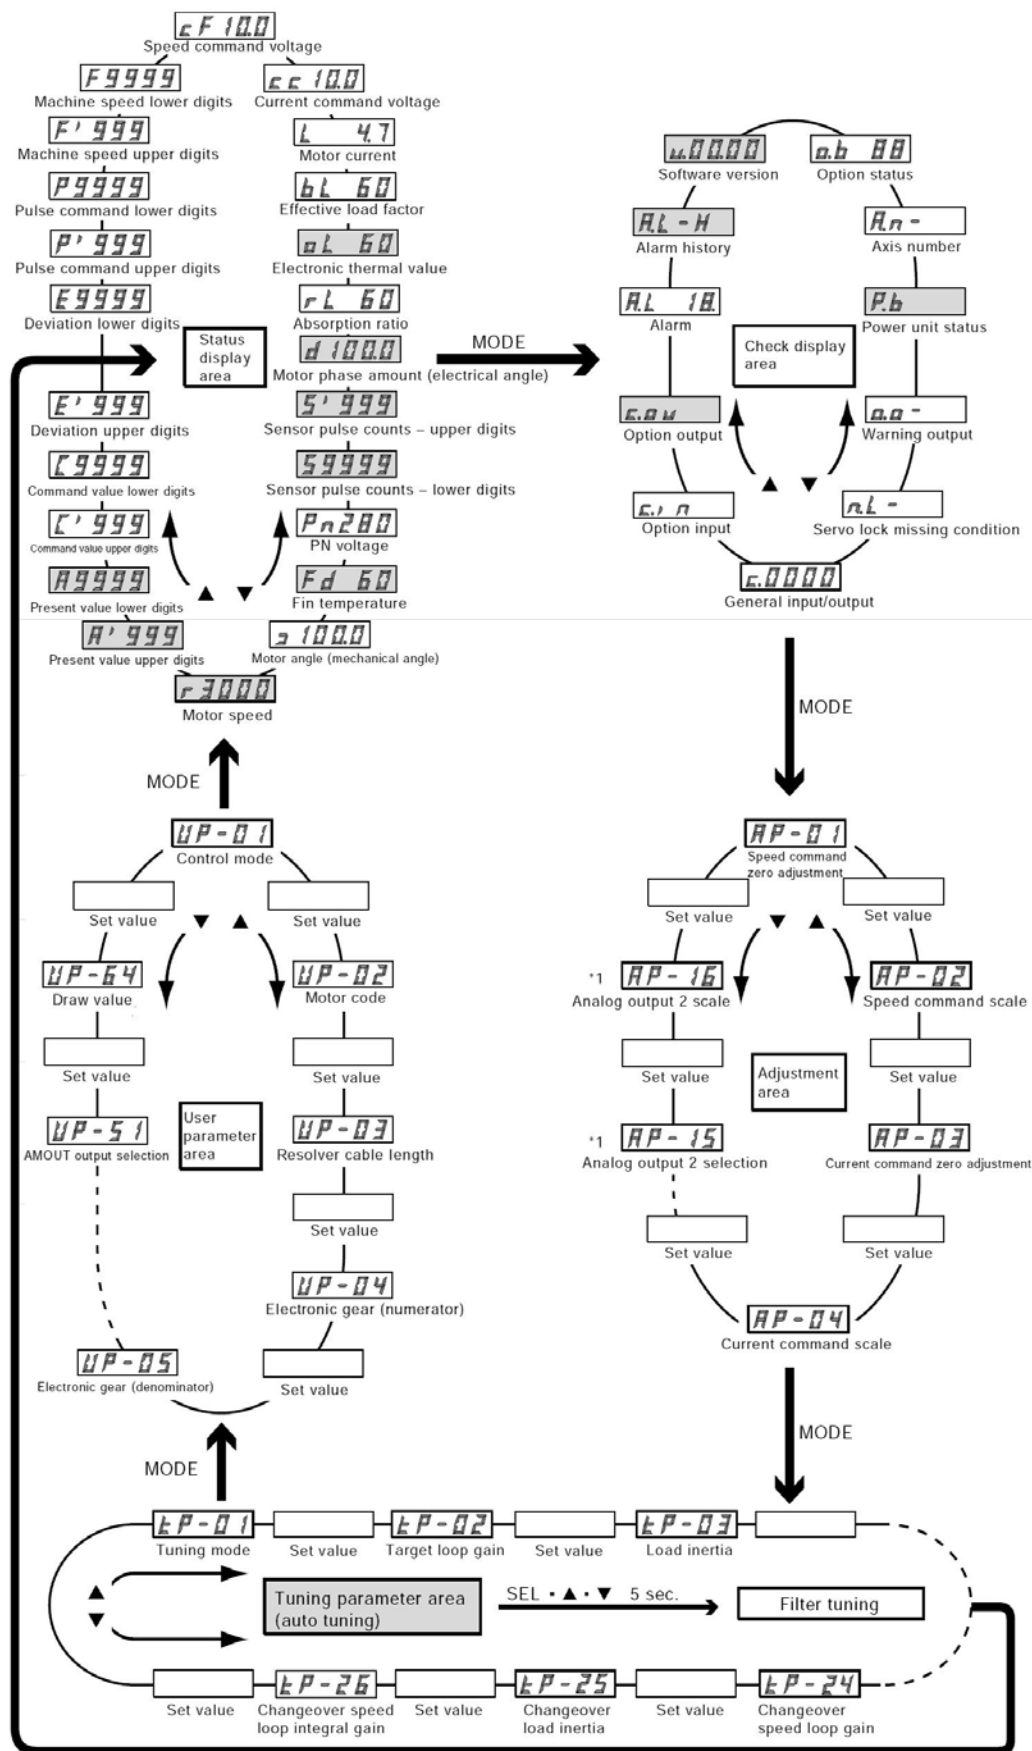 cF 10.0
Speed command voltage
F9999
Machine speed lower digits
cc 10.0
Current command voltage
F' 999
Machine speed upper digits
L 4.7
Motor current
P9999
Pulse command lower digits
bL 60
Effective load factor
P' 999
Pulse command upper digits
oL 60
Electronic thermal value
E9999
Deviation lower digits
rL 60
Absorption ratio
Status
display
area
d 100.0
Motor phase amount (electrical angle)
E' 999
Deviation upper digits
S' 999
Sensor pulse counts – upper digits
C9999
Command value lower digits
S9999
Sensor pulse counts – lower digits
C' 999
Command value upper digits
Pn280
PN voltage
A9999
Present value lower digits
▲ ▼
Fd 60
Fin temperature
A' 999
Present value upper digits
100.0
Motor angle (mechanical angle)
r 3000
Motor speed
MODE
u.00.00
Software version
o.b 88
Option status
A.L - H
Alarm history
A.n -
Axis number
A.L 18.
Alarm
P.b
Power unit status
Check display
area
c.ou
Option output
o.o -
Warning output
▲ ▼
c.i n
Option input
n.L -
Servo lock missing condition
c.0000
General input/output
MODE
MODE
UP-01
Control mode
Set value
Set value
▼ ▲
UP-64
Draw value
UP-02
Motor code
Set value
Set value
UP-51
AMOUT output selection
User
parameter
area
UP-03
Resolver cable length
Set value
UP-04
Electronic gear (numerator)
UP-05
Electronic gear (denominator)
Set value
MODE
AP-01
Speed command
zero adjustment
Set value
Set value
▼ ▲
*1 AP-16
Analog output 2 scale
AP-02
Speed command scale
Set value
Adjustment
area
Set value
*1 AP-15
Analog output 2 selection
AP-03
Current command zero adjustment
Set value
Set value
AP-04
Current command scale
MODE
tP-01
Tuning mode
Set value
tP-02
Target loop gain
Set value
tP-03
Load inertia
▲
▼
Tuning parameter area
(auto tuning)
SEL · ▲ · ▼ 5 sec.
Filter tuning
Set value
tP-26
Changeover speed
loop integral gain
Set value
tP-25
Changeover
load inertia
Set value
tP-24
Changeover
speed loop gain